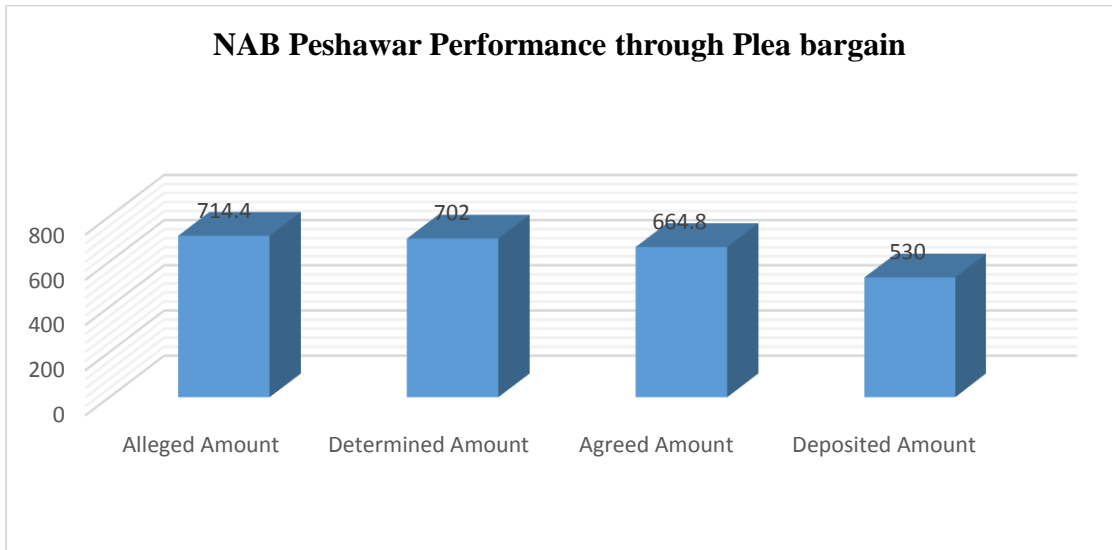 NAB Peshawar Performance through Plea bargain
714.4
702
664.8
530
800
600
400
200
0
Alleged Amount
Determined Amount
Agreed Amount
Deposited Amount